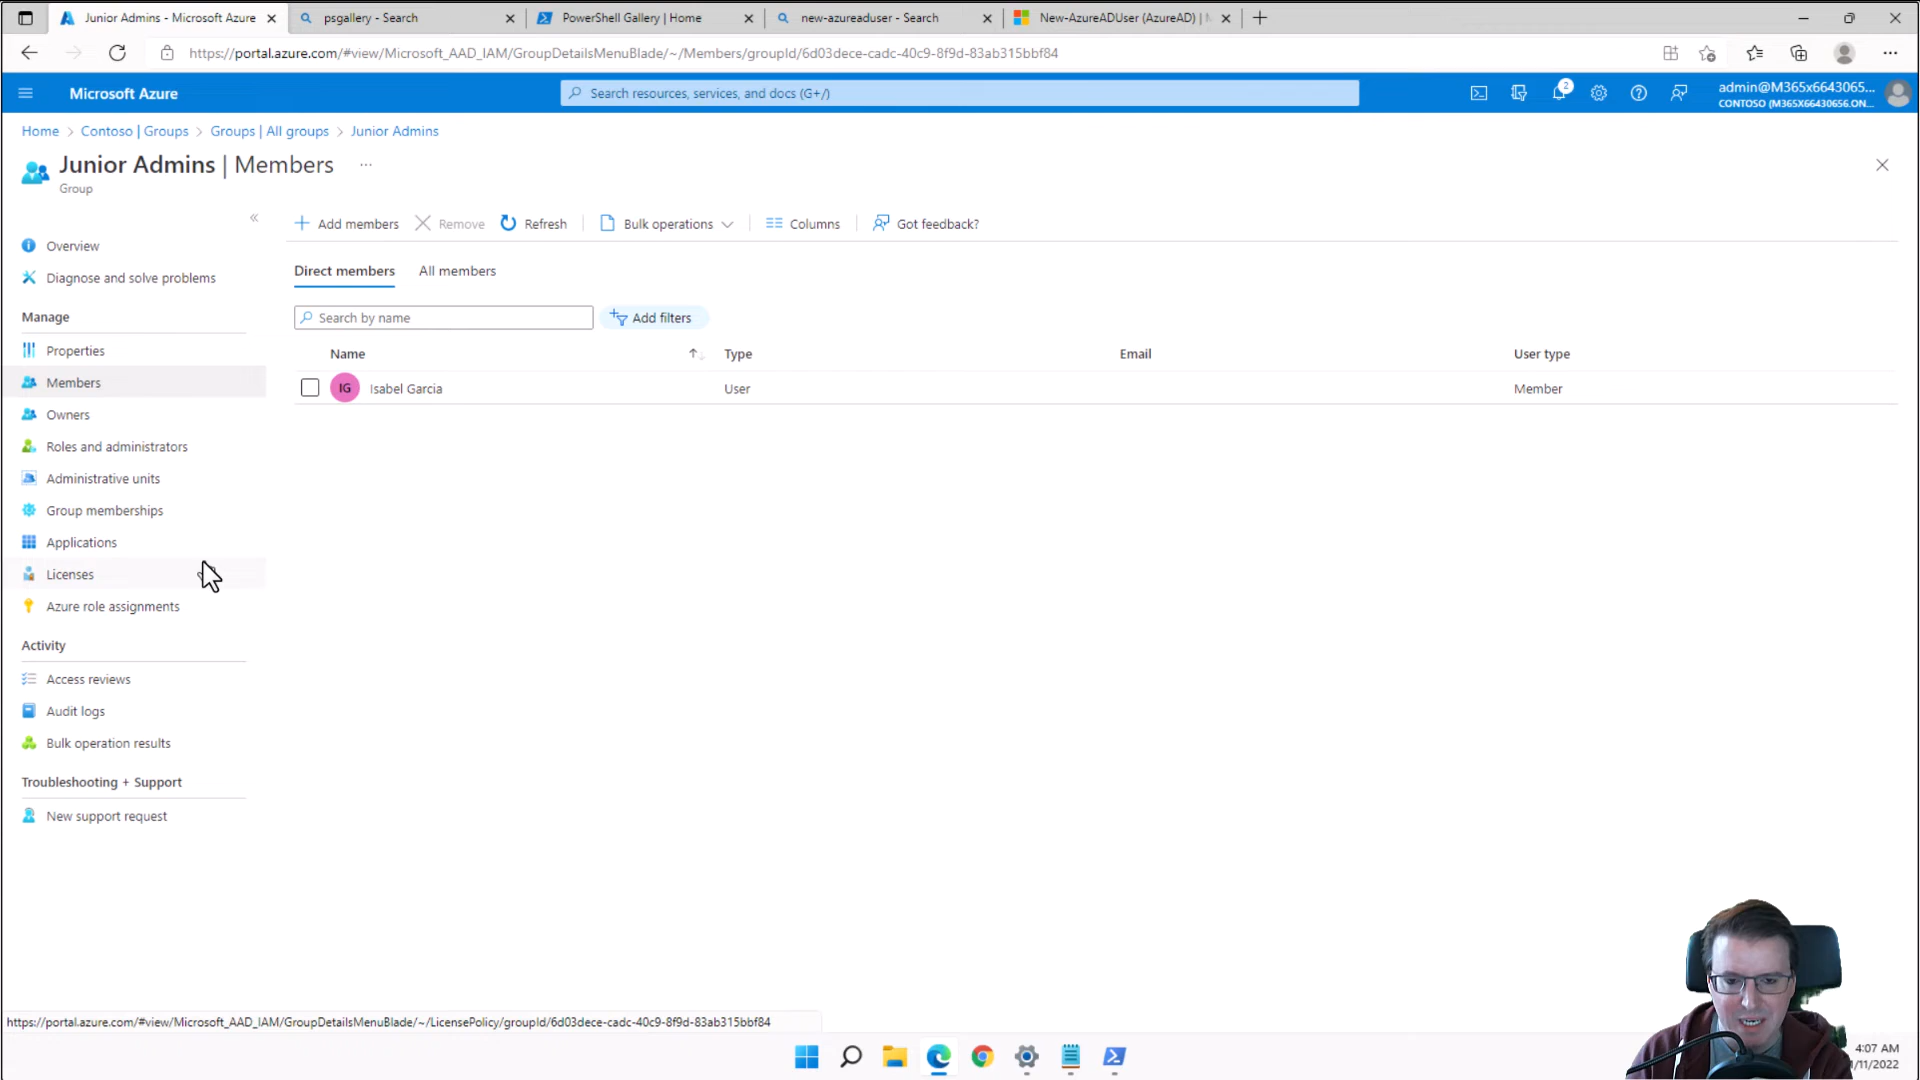 Junior Admins - Microsoft Azure
psgallery - Search
PowerShell Gallery | Home
new-azureaduser - Search
New-AzureADUser (AzureAD) |
https://portal.azure.com/#view/Microsoft_AAD_IAM/GroupDetailsMenuBlade/~/Members/groupId/6d03dece-cadc-40c9-8f9d-83ab315bbf84
Microsoft Azure
Search resources, services, and docs (G+/)
2
admin@M365x6643065...
CONTOSO (M365X66430656.ON...
Home > Contoso | Groups > Groups | All groups > Junior Admins
Junior Admins | Members ...
Group
Add members
Remove
Refresh
Bulk operations
Columns
Got feedback?
Overview
Diagnose and solve problems
Manage
Properties
Members
Owners
Roles and administrators
Administrative units
Group memberships
Applications
Licenses
Azure role assignments
Activity
Access reviews
Audit logs
Bulk operation results
Troubleshooting + Support
New support request
Direct members
All members
Search by name
Add filters
Name
Type
Email
User type
IG Isabel Garcia
User
Member
https://portal.azure.com/#view/Microsoft_AAD_IAM/GroupDetailsMenuBlade/~/LicensePolicy/groupId/6d03dece-cadc-40c9-8f9d-83ab315bbf84
4:07 AM
/11/2022